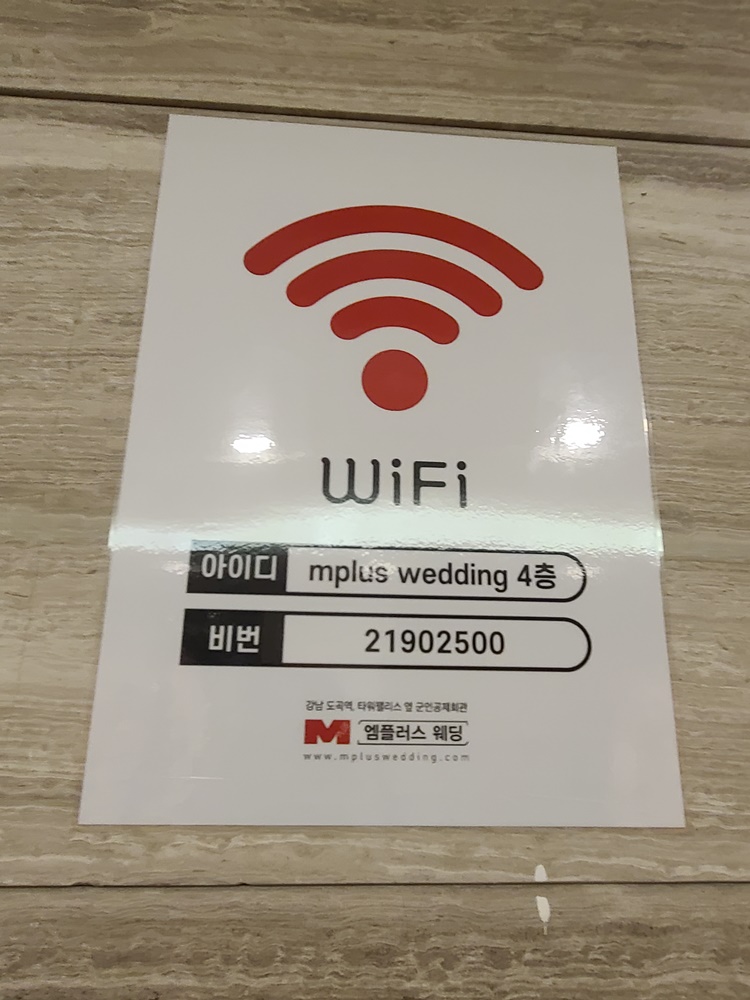 WiFi
아이디 mplus wedding 4층
비번 21902500
강남 도곡역, 타워팰리스 옆 군인공제회관
M 엠플러스 웨딩
www.mpluswedding.com